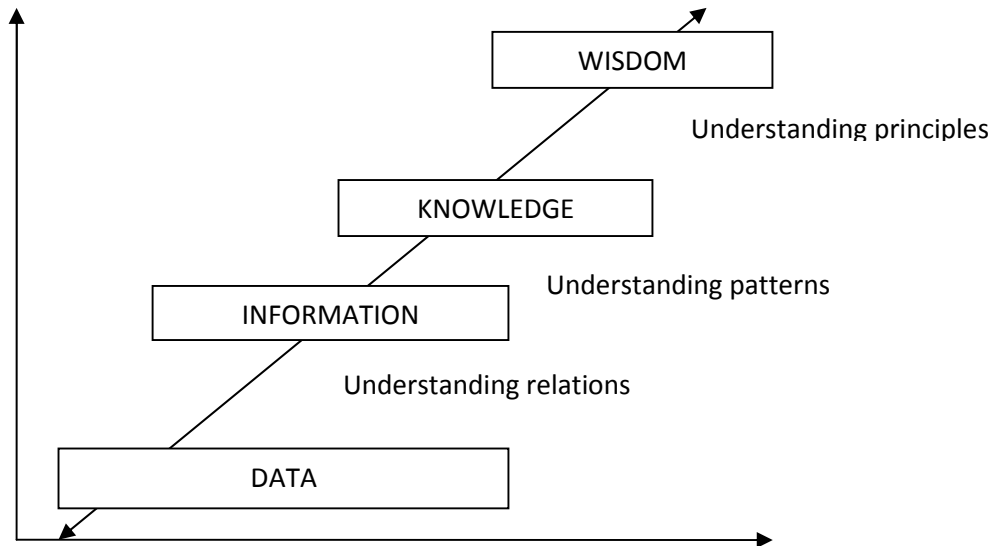 WISDOM
Understanding principles
KNOWLEDGE
Understanding patterns
INFORMATION
Understanding relations
DATA